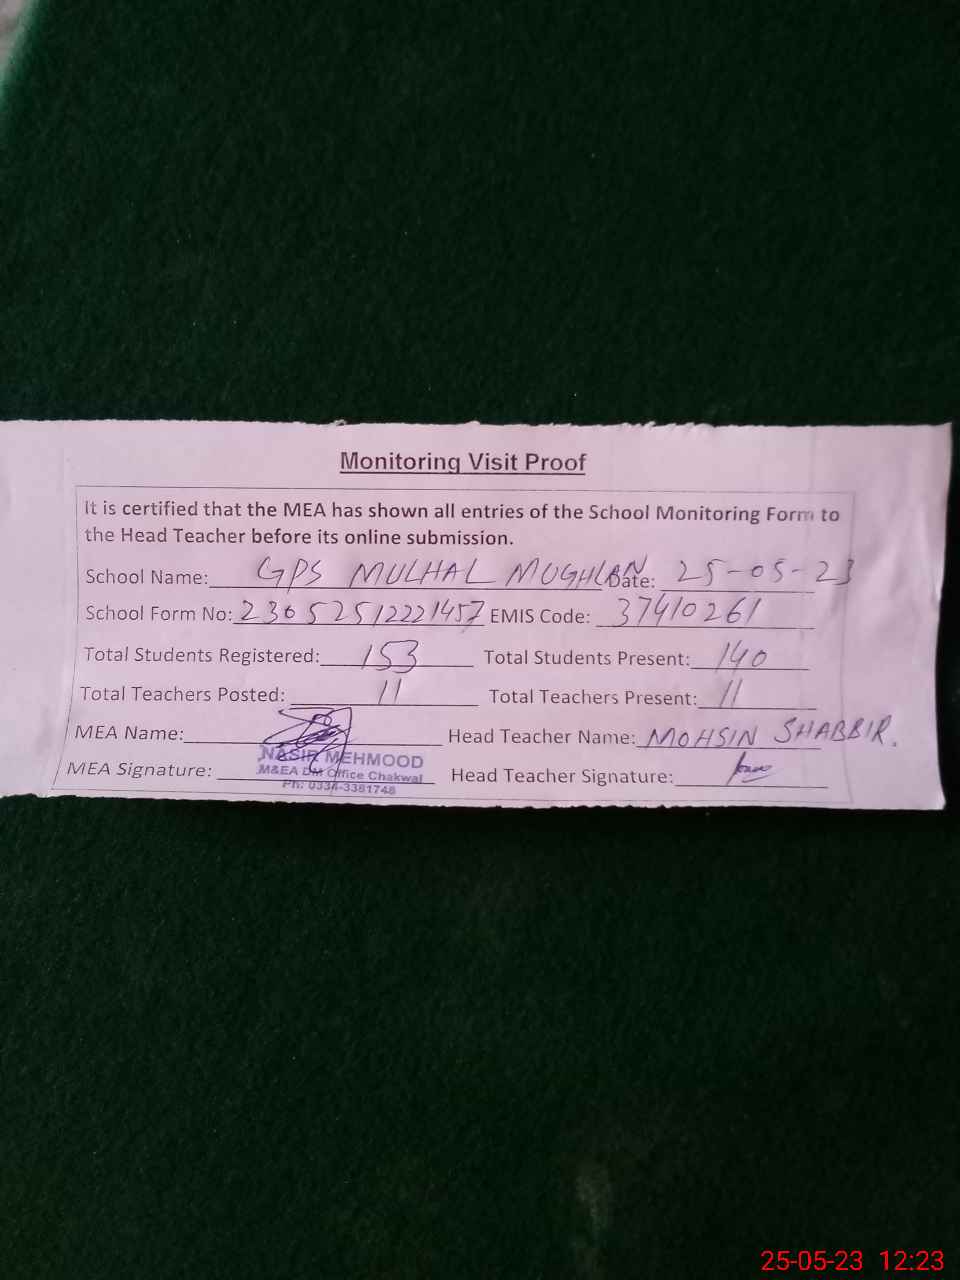 Monitoring Visit Proof
It is certified that the MEA has shown all entries of the School Monitoring Form to
the Head Teacher before its online submission.
School Name: GPS MULHAL MUGHLAN Date: 25-05-23
School Form No: 23052512221457 EMIS Code: 37410261
Total Students Registered: 153 Total Students Present: 140
Total Teachers Posted: 11 Total Teachers Present: 11
MEA Name: Head Teacher Name: MOHSIN SHABBIR.
NASIR MEHMOOD
MEA Signature: M&EA DM Office Chakwal Head Teacher Signature:
Ph: 0334-3381748
25-05-23 12:23